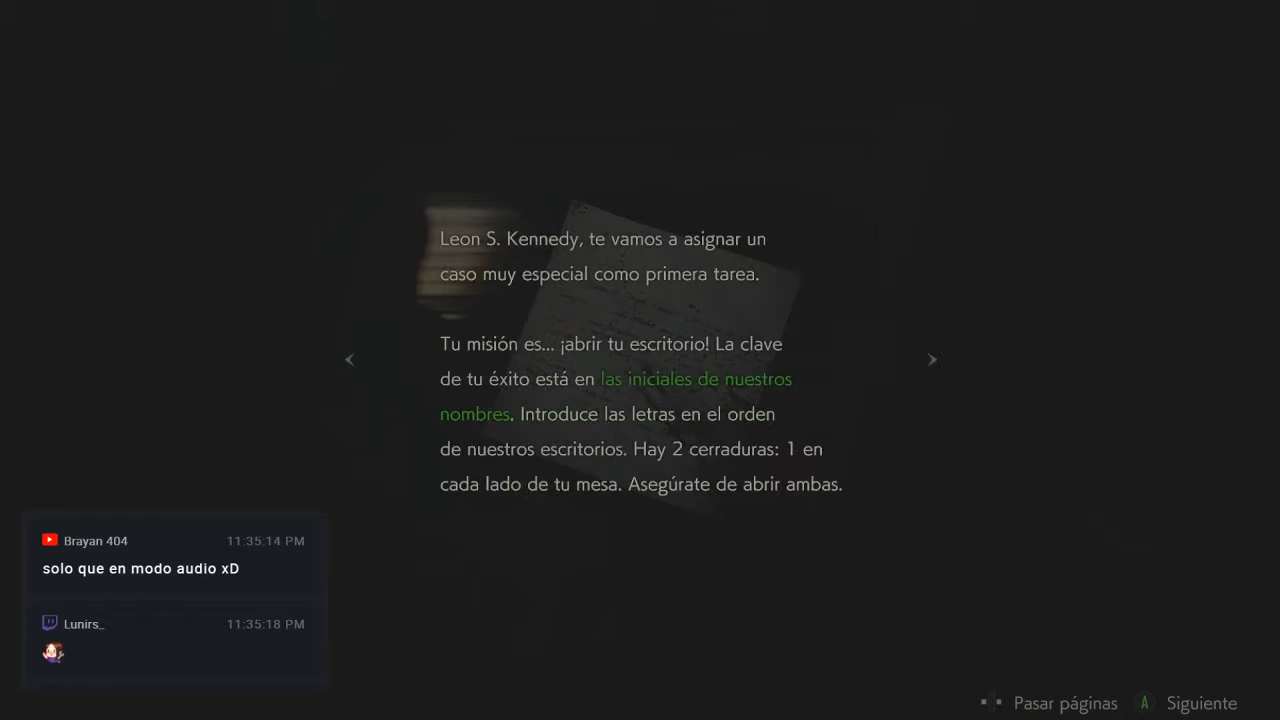 Leon S. Kennedy, te vamos a asignar un
caso muy especial como primera tarea.
Tu misión es... ¡abrir tu escritorio! La clave
de tu éxito está en las iniciales de nuestros
nombres. Introduce las letras en el orden
de nuestros escritorios. Hay 2 cerraduras: 1 en
cada lado de tu mesa. Asegúrate de abrir ambas.
Brayan 404 11:35:14 PM
solo que en modo audio xD
Lunirs_ 11:35:18 PM
Pasar páginas A Siguiente